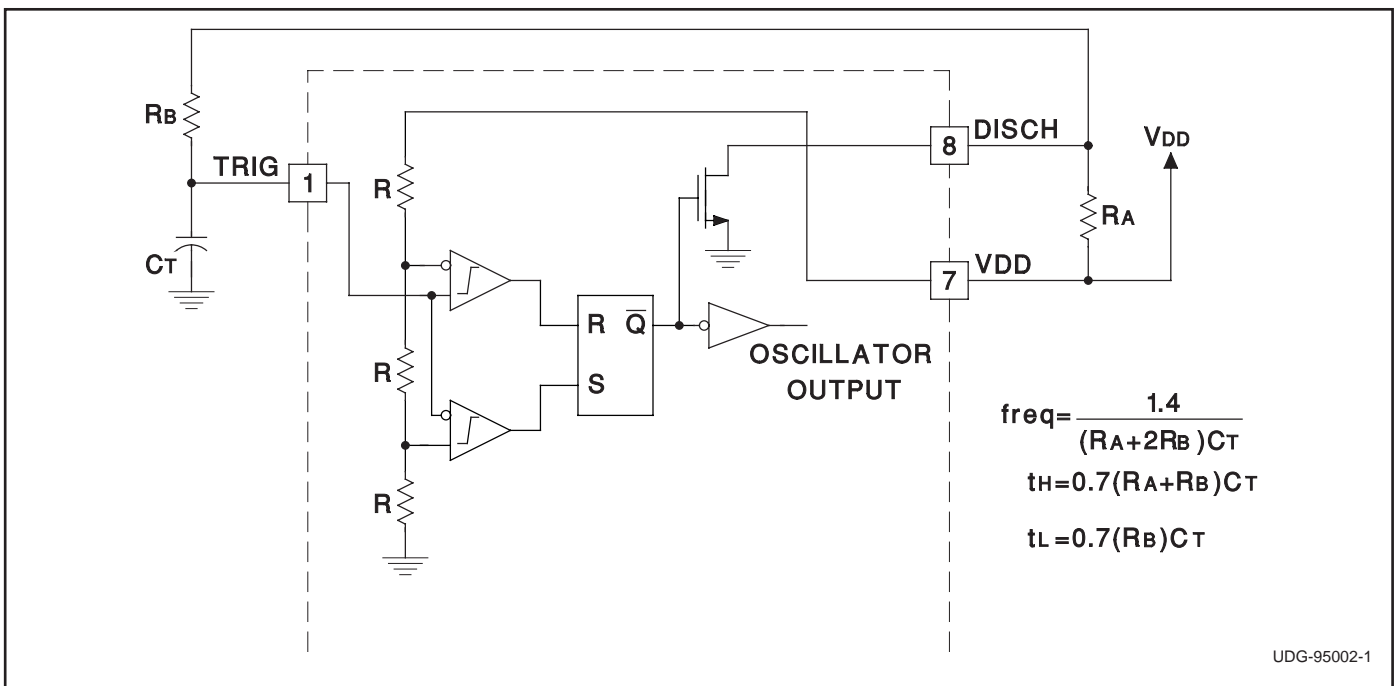 RB
TRIG
1
CT
R
R
R
R Q̅
S
8
DISCH
VDD
RA
7
VDD
OSCILLATOR
OUTPUT
freq=1.4/(RA+2RB)CT
tH=0.7(RA+RB)CT
tL=0.7(RB)CT
UDG-95002-1